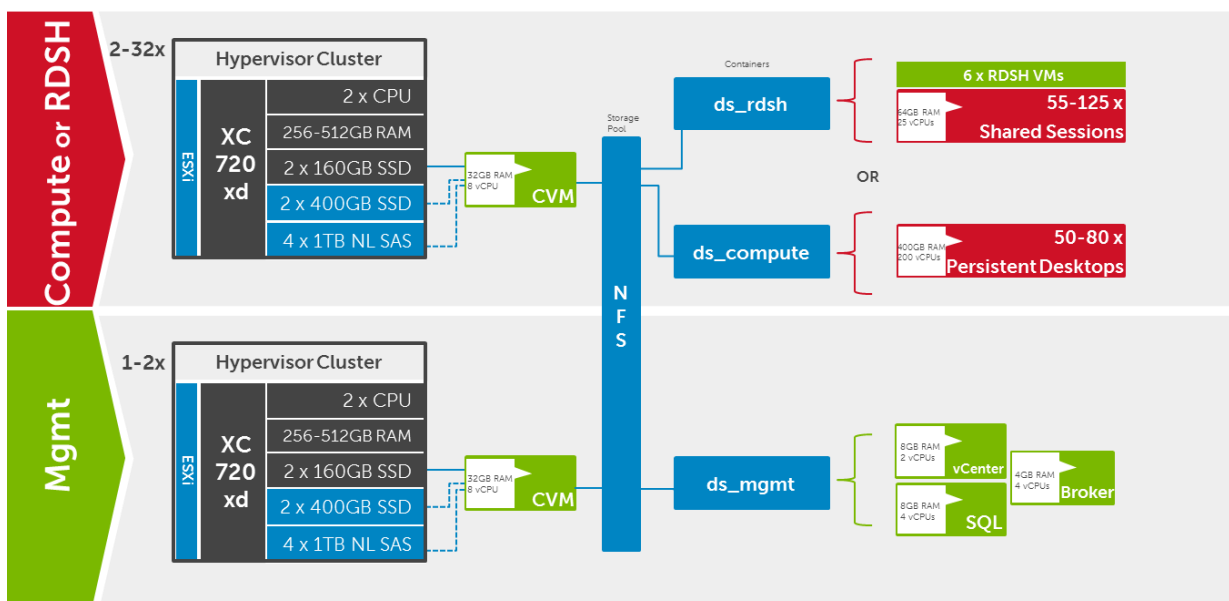 Compute or RDSH
2-32x
Hypervisor Cluster
ESXi
XC
720
xd
2 x CPU
256-512GB RAM
2 x 160GB SSD
2 x 400GB SSD
4 x 1TB NL SAS
32GB RAM
8 vCPU
CVM
Storage
Pool
NFS
Containers
ds_rdsh
6 x RDSH VMs
64GB RAM
25 vCPUs
55-125 x
Shared Sessions
OR
ds_compute
400GB RAM
200 vCPUs
50-80 x
Persistent Desktops
Mgmt
1-2x
Hypervisor Cluster
ESXi
XC
720
xd
2 x CPU
256-512GB RAM
2 x 160GB SSD
2 x 400GB SSD
4 x 1TB NL SAS
32GB RAM
8 vCPU
CVM
ds_mgmt
8GB RAM
2 vCPUs
vCenter
8GB RAM
4 vCPUs
SQL
4GB RAM
4 vCPUs
Broker